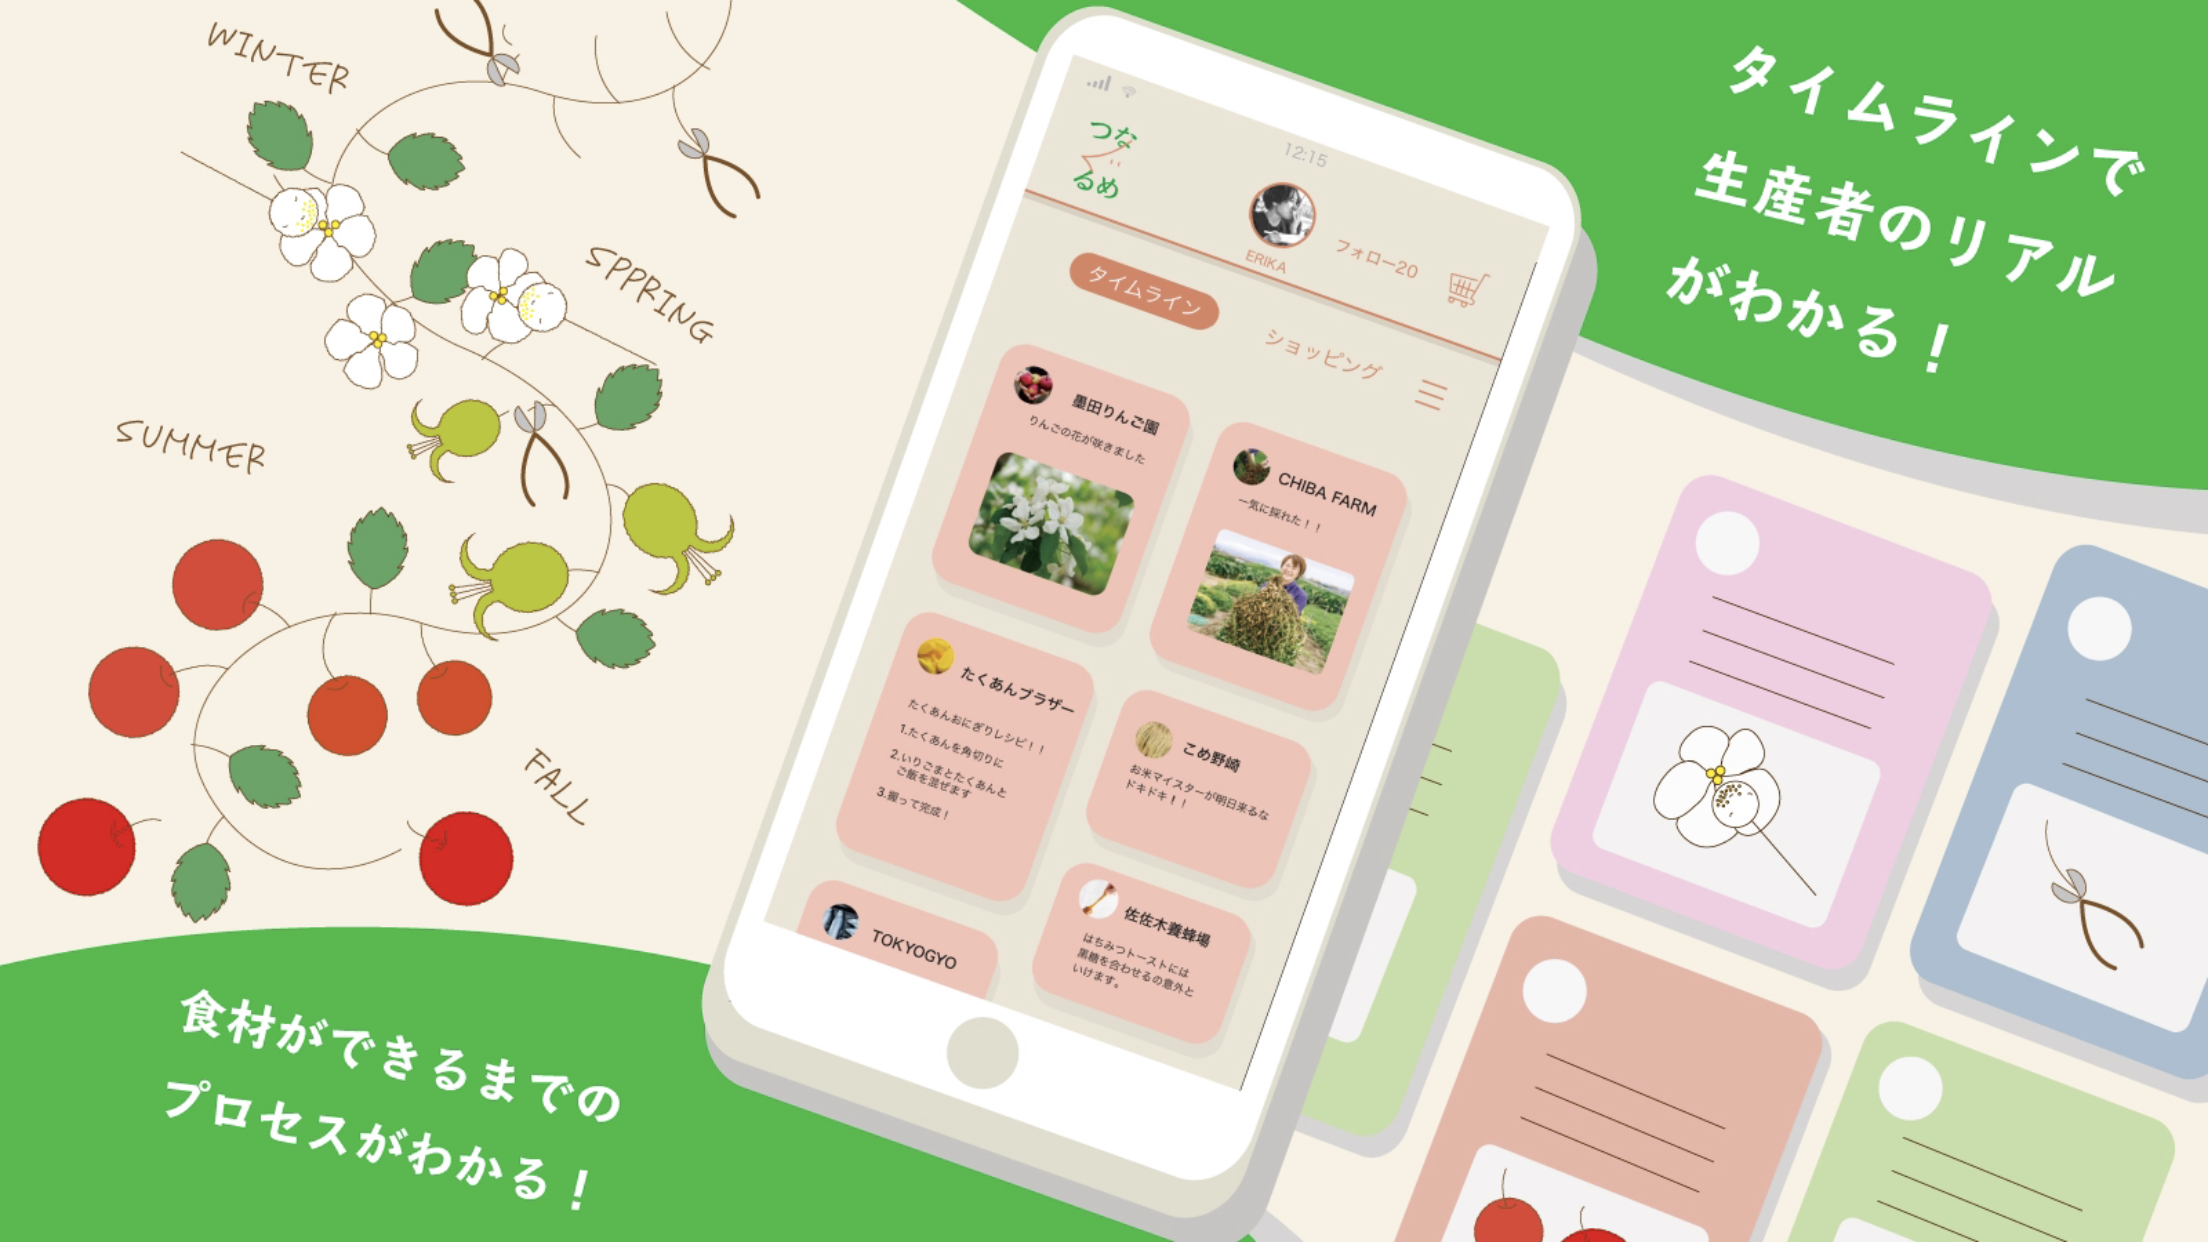 WINTER
SPPRING
SUMMER
FALL
食材ができるまでの
プロセスがわかる！
12:15
つな
ぐ
るめ
ERIKA
フォロー20
タイムライン
ショッピング
墨田りんご園
りんごの花が咲きました
CHIBA FARM
一気に採れた！！
たくあんブラザー
たくあんおにぎりレシピ！！
1.たくあんを角切りに
2.いりごまとたくあんと
ご飯を混ぜます
3.握って完成！
こめ野崎
お米マイスターが明日来るな
ドキドキ！！
TOKYOGYO
佐佐木養蜂場
はちみつトーストには
黒糖を合わせるの意外と
いけます。
タイムラインで
生産者のリアル
がわかる！